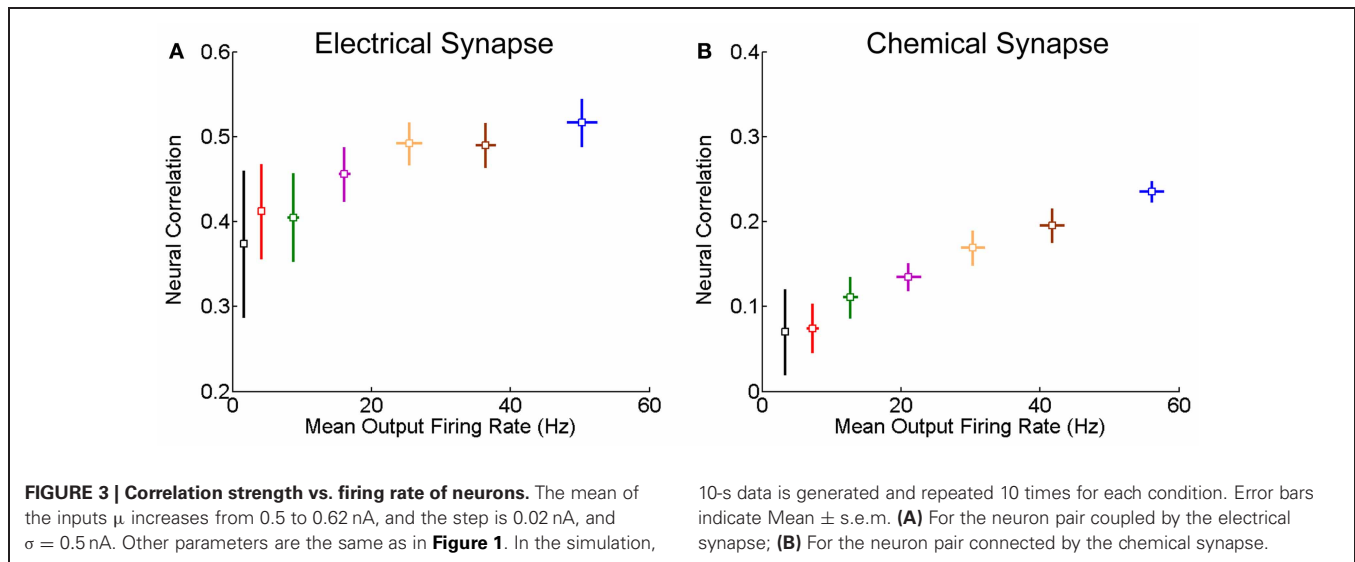 A Electrical Synapse
0.6
0.5
0.4
0.3
0.2
Neural Correlation
0 20 40 60
Mean Output Firing Rate (Hz)
B Chemical Synapse
0.4
0.3
0.2
0.1
0
Neural Correlation
0 20 40 60
Mean Output Firing Rate (Hz)
FIGURE 3 | Correlation strength vs. firing rate of neurons. The mean of
the inputs μ increases from 0.5 to 0.62 nA, and the step is 0.02 nA, and
σ = 0.5 nA. Other parameters are the same as in Figure 1. In the simulation,
10-s data is generated and repeated 10 times for each condition. Error bars
indicate Mean ± s.e.m. (A) For the neuron pair coupled by the electrical
synapse; (B) For the neuron pair connected by the chemical synapse.